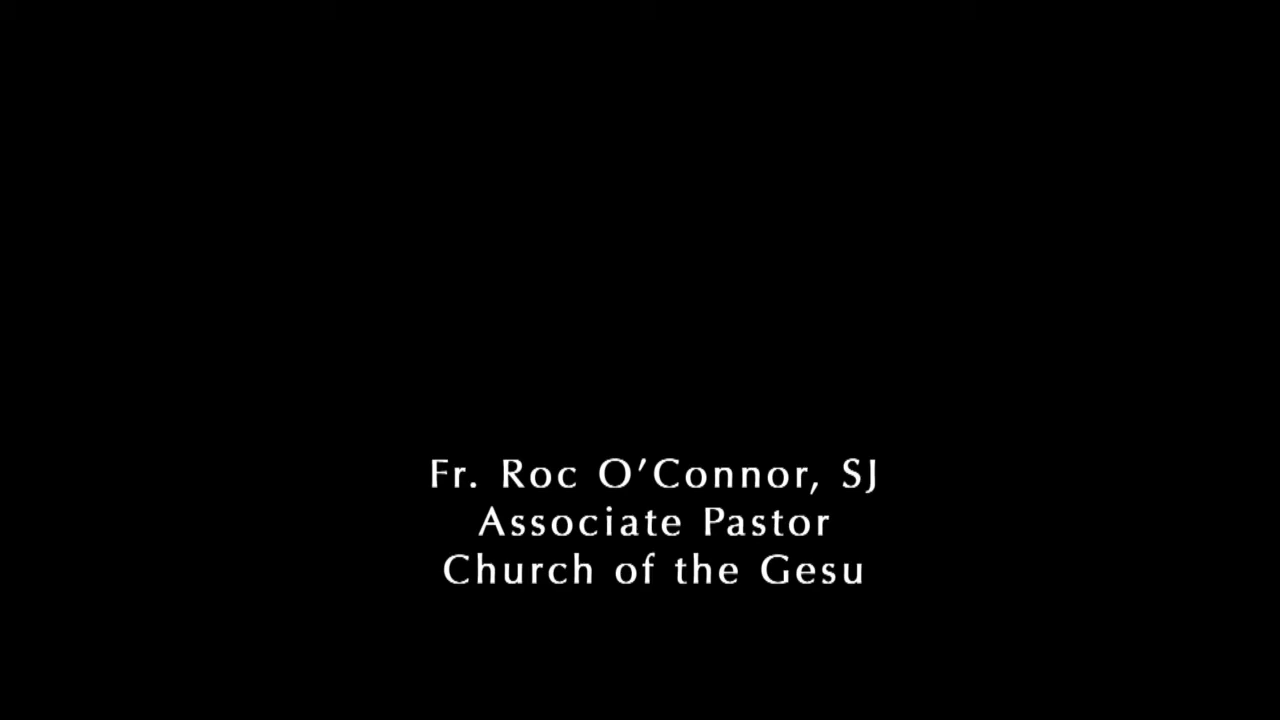 Fr. Roc O’Connor, SJ
Associate Pastor
Church of the Gesu